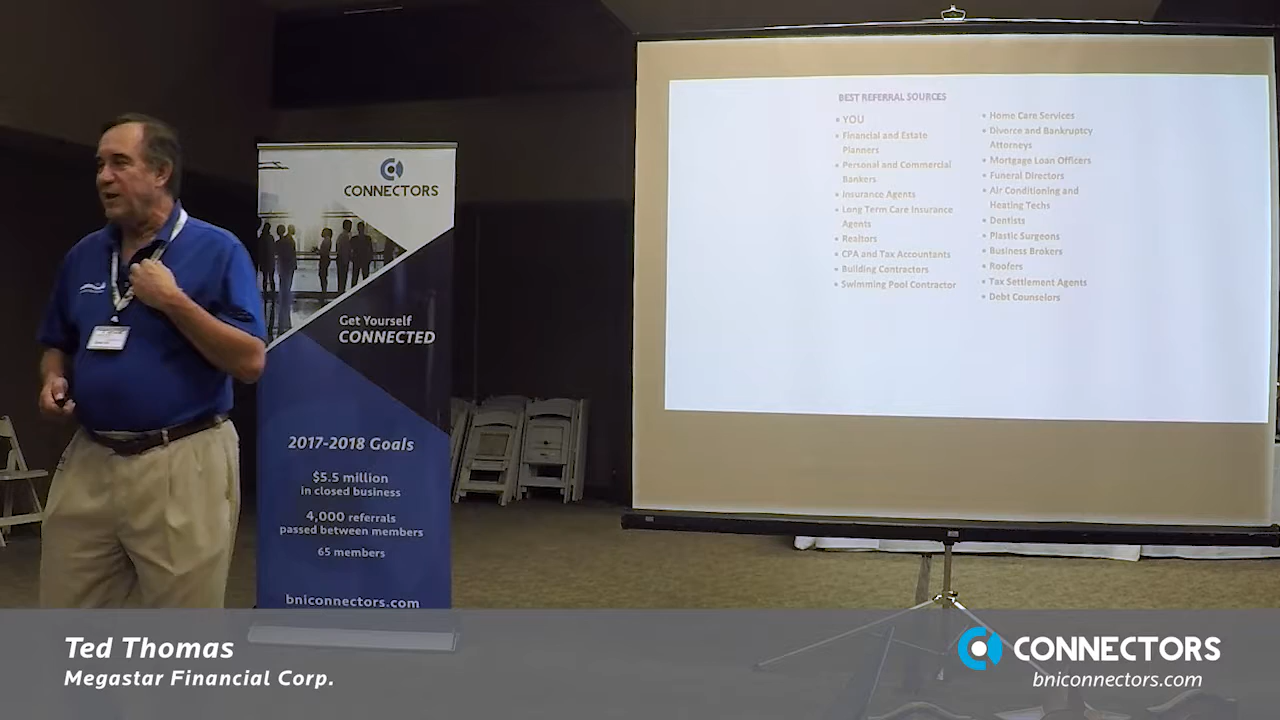 CONNECTORS
Get Yourself
CONNECTED
2017-2018 Goals
$5.5 million
in closed business
4,000 referrals
passed between members
65 members
bniconnectors.com
BEST REFERRAL SOURCES
• YOU
• Financial and Estate
Planners
• Personal and Commercial
Bankers
• Insurance Agents
• Long Term Care Insurance
Agents
• Realtors
• CPA and Tax Accountants
• Building Contractors
• Swimming Pool Contractor
• Home Care Services
• Divorce and Bankruptcy
Attorneys
• Mortgage Loan Officers
• Funeral Directors
• Air Conditioning and
Heating Techs
• Dentists
• Plastic Surgeons
• Business Brokers
• Roofers
• Tax Settlement Agents
• Debt Counselors
Ted Thomas
Megastar Financial Corp.
CONNECTORS
bniconnectors.com